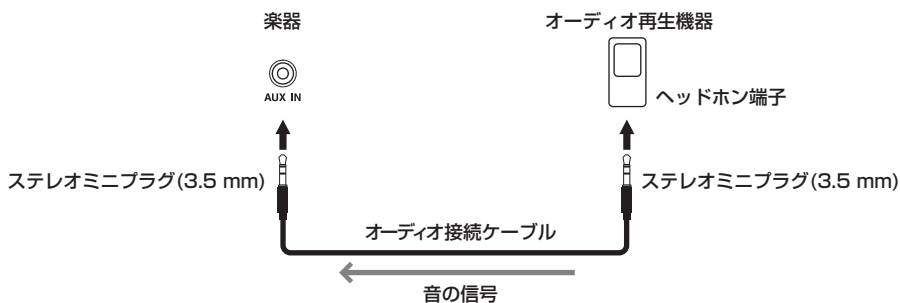 楽器
オーディオ再生機器
AUX IN
ヘッドホン端子
ステレオミニプラグ(3.5 mm)
ステレオミニプラグ(3.5 mm)
オーディオ接続ケーブル
音の信号